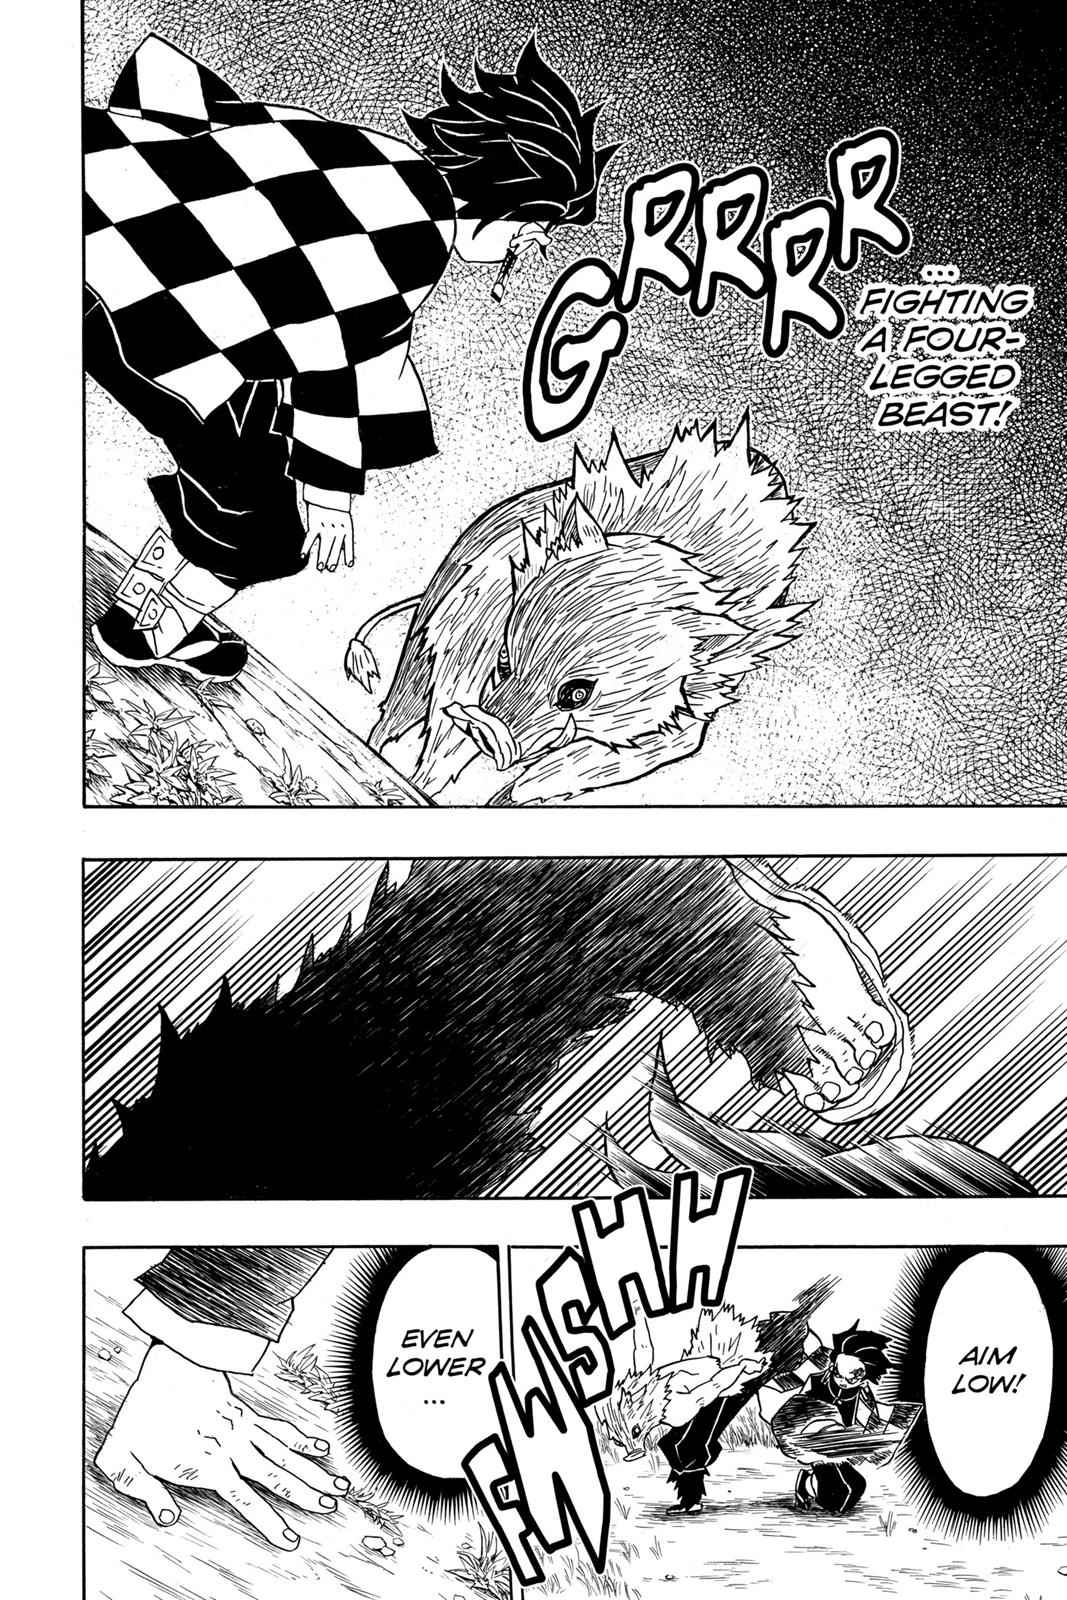 GRRRR
...
FIGHTING
A FOUR-
LEGGED
BEAST!
AIM
LOW!
FWSHH
EVEN
LOWER
...